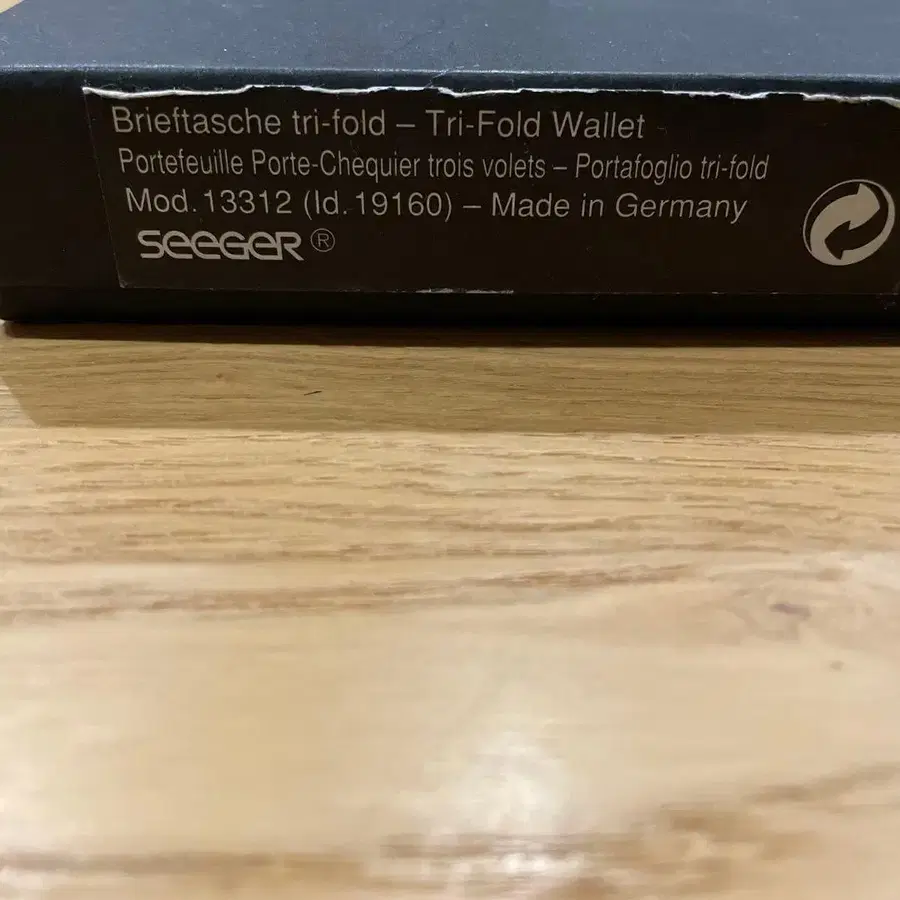 Brieftasche tri-fold – Tri-Fold Wallet
Portefeuille Porte-Chequier trois volets – Portafoglio tri-fold
Mod. 13312 (Id. 19160) – Made in Germany
SEEGER ®